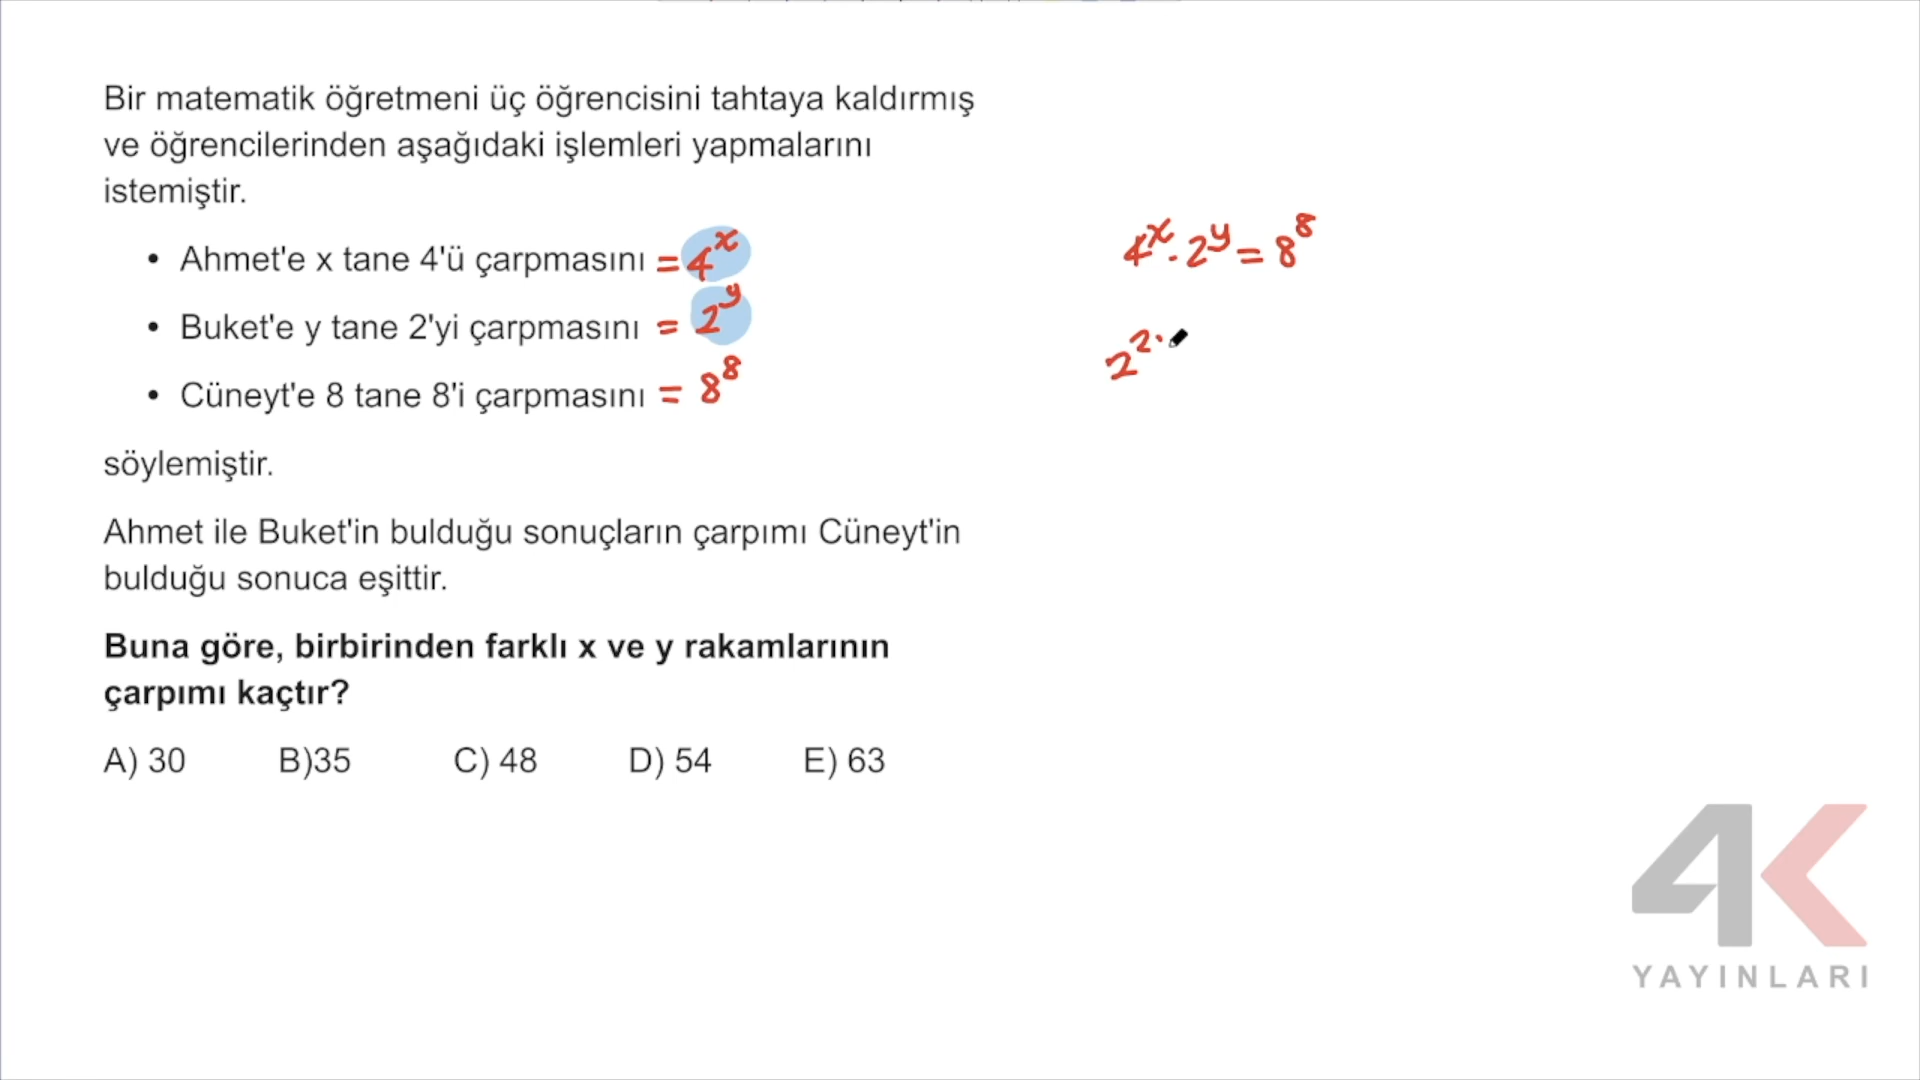 Bir matematik öğretmeni üç öğrencisini tahtaya kaldırmış
ve öğrencilerinden aşağıdaki işlemleri yapmalarını
istemiştir.
• Ahmet'e x tane 4'ü çarpmasını = 4^x
• Buket'e y tane 2'yi çarpmasını = 2^y
• Cüneyt'e 8 tane 8'i çarpmasını = 8^8
söylemiştir.
Ahmet ile Buket'in bulduğu sonuçların çarpımı Cüneyt'in
bulduğu sonuca eşittir.
Buna göre, birbirinden farklı x ve y rakamlarının
çarpımı kaçtır?
A) 30 B)35 C) 48 D) 54 E) 63
4^x . 2^y = 8^8
2^2.
4K
YAYINLARI